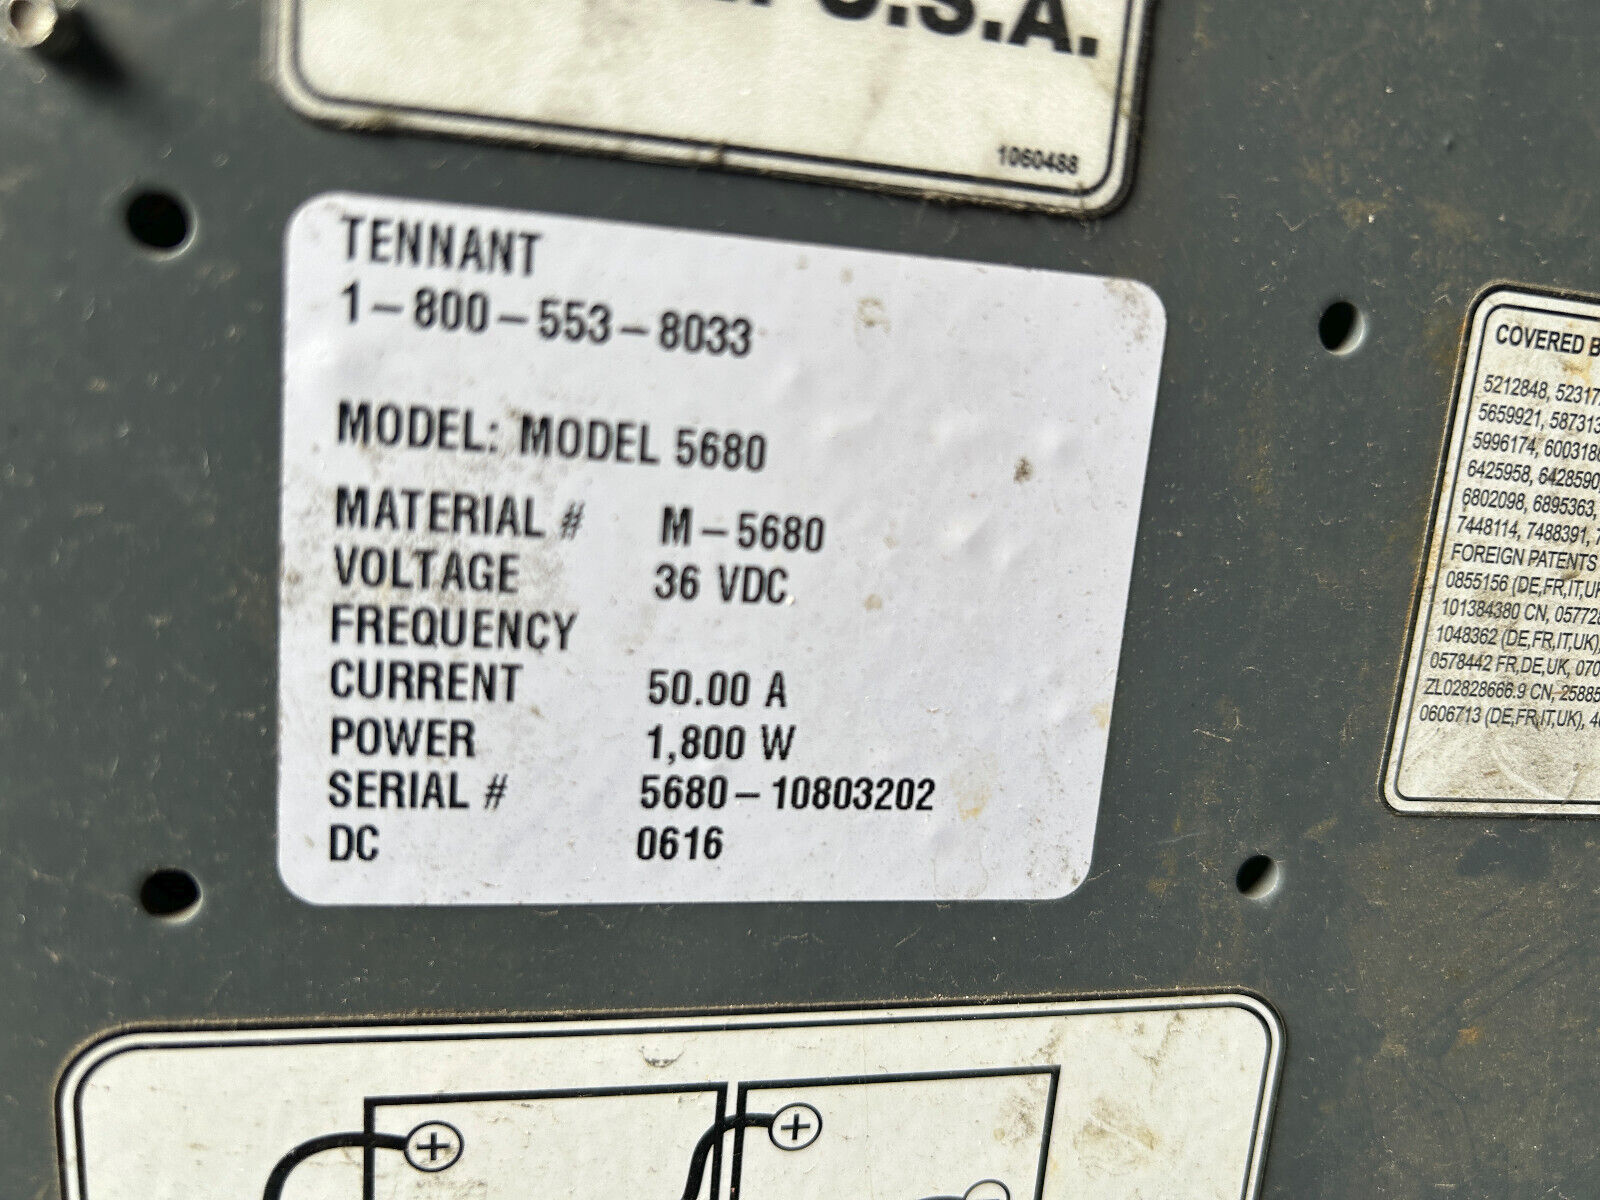 U.S.A.
1060488
TENNANT
1-800-553-8033
MODEL: MODEL 5680
MATERIAL # M-5680
VOLTAGE 36 VDC
FREQUENCY
CURRENT 50.00 A
POWER 1,800 W
SERIAL # 5680-10803202
DC 0616
COVERED B
5212848, 52317
5659921, 587313
5996174, 600318
6425958, 6428590,
6802098, 6895363,
7448114, 7488391, 7
FOREIGN PATENTS
0855156 (DE,FR,IT,UK
101384380 CN, 05772
1048362 (DE,FR,IT,UK),
0578442 FR,DE,UK, 070
ZL02828666.9 CN, 25885
0606713 (DE,FR,IT,UK), 4
+
+